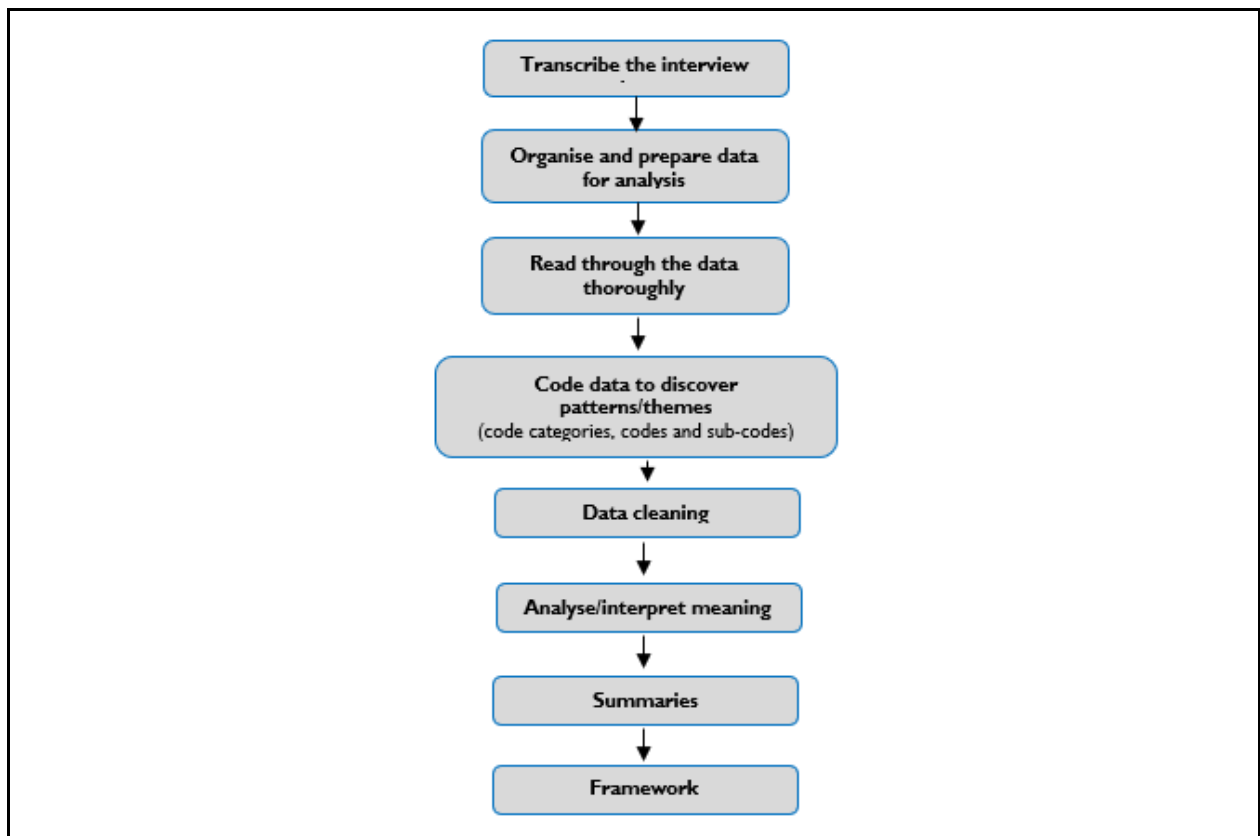 Transcribe the interview
Organise and prepare data
for analysis
Read through the data
thoroughly
Code data to discover
patterns/themes
(code categories, codes and sub-codes)
Data cleaning
Analyse/interpret meaning
Summaries
Framework